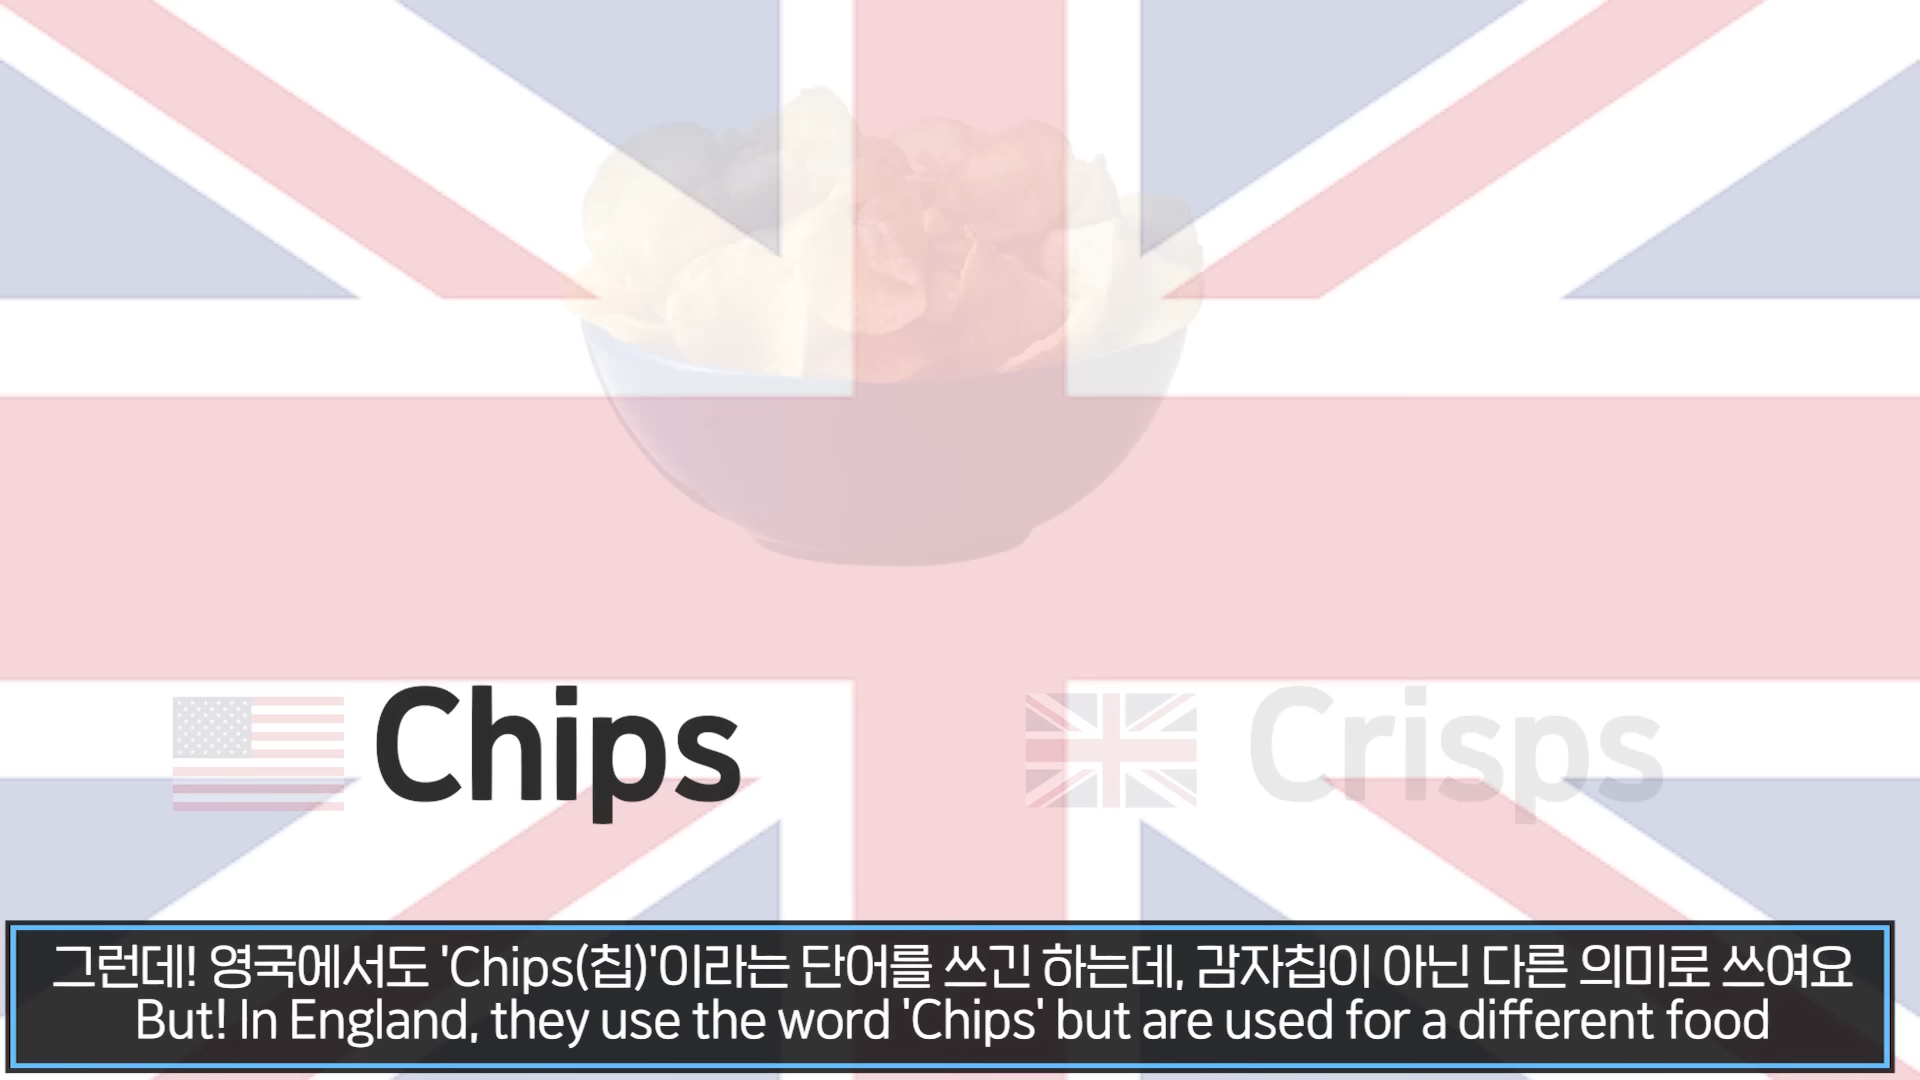 Chips
Crisps
그런데! 영국에서도 'Chips(칩)'이라는 단어를 쓰긴 하는데, 감자칩이 아닌 다른 의미로 쓰여요
But! In England, they use the word 'Chips' but are used for a different food